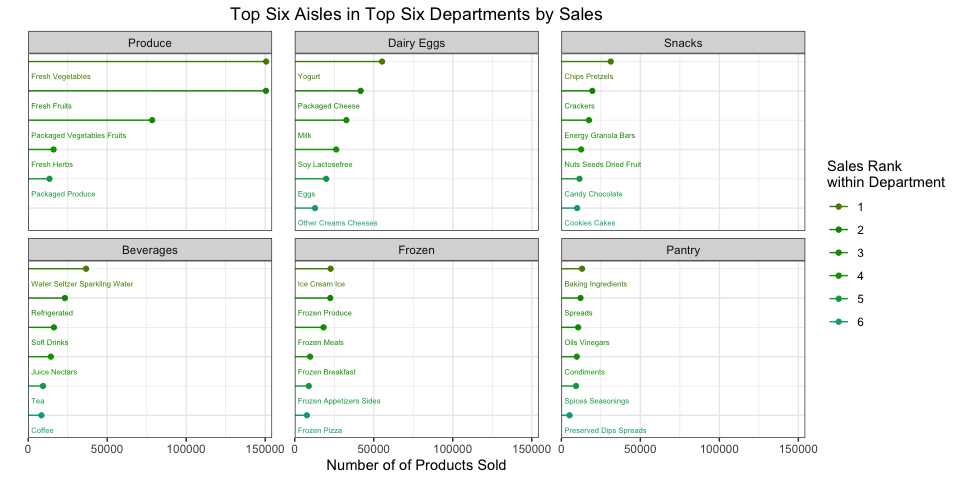 Top Six Aisles in Top Six Departments by Sales
Produce
Fresh Vegetables
Fresh Fruits
Packaged Vegetables Fruits
Fresh Herbs
Packaged Produce
Dairy Eggs
Yogurt
Packaged Cheese
Milk
Soy Lactosefree
Eggs
Other Creams Cheeses
Snacks
Chips Pretzels
Crackers
Energy Granola Bars
Nuts Seeds Dried Fruit
Candy Chocolate
Cookies Cakes
Beverages
Water Seltzer Sparkling Water
Refrigerated
Soft Drinks
Juice Nectars
Tea
Coffee
Frozen
Ice Cream Ice
Frozen Produce
Frozen Meals
Frozen Breakfast
Frozen Appetizers Sides
Frozen Pizza
Pantry
Baking Ingredients
Spreads
Oils Vinegars
Condiments
Spices Seasonings
Preserved Dips Spreads
0 50000 100000 150000 0 50000 100000 150000 0 50000 100000 150000
Number of of Products Sold
Sales Rank
within Department
1
2
3
4
5
6